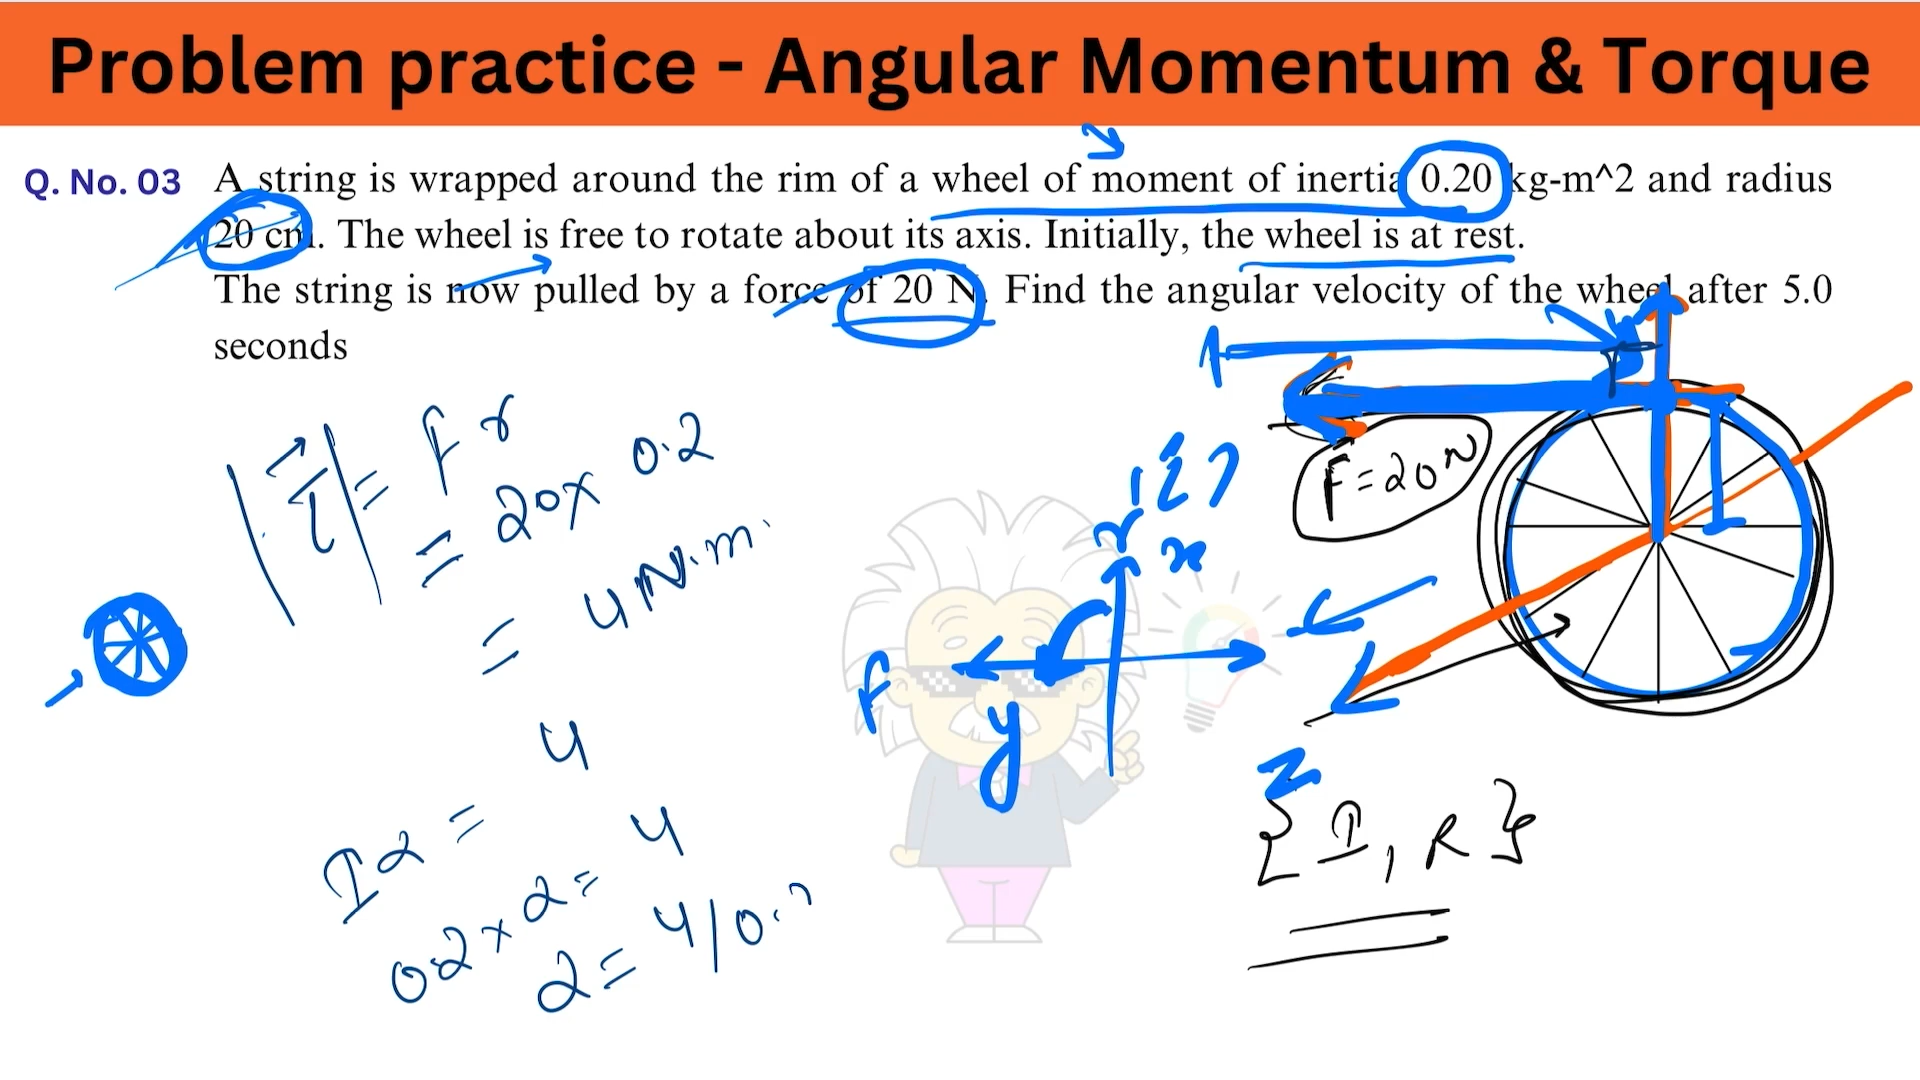 Problem practice - Angular Momentum & Torque
Q. No. 03 A string is wrapped around the rim of a wheel of moment of inertia 0.20 kg-m^2 and radius
20 cm. The wheel is free to rotate about its axis. Initially, the wheel is at rest.
The string is now pulled by a force of 20 N. Find the angular velocity of the wheel after 5.0
seconds
|τ| = F r
= 20 x 0.2
= 4 N.m.
Iα = 4
0.2 x α = 4
α = 4/0.
F = 20 N
r
x
F
y
z
{I, R}